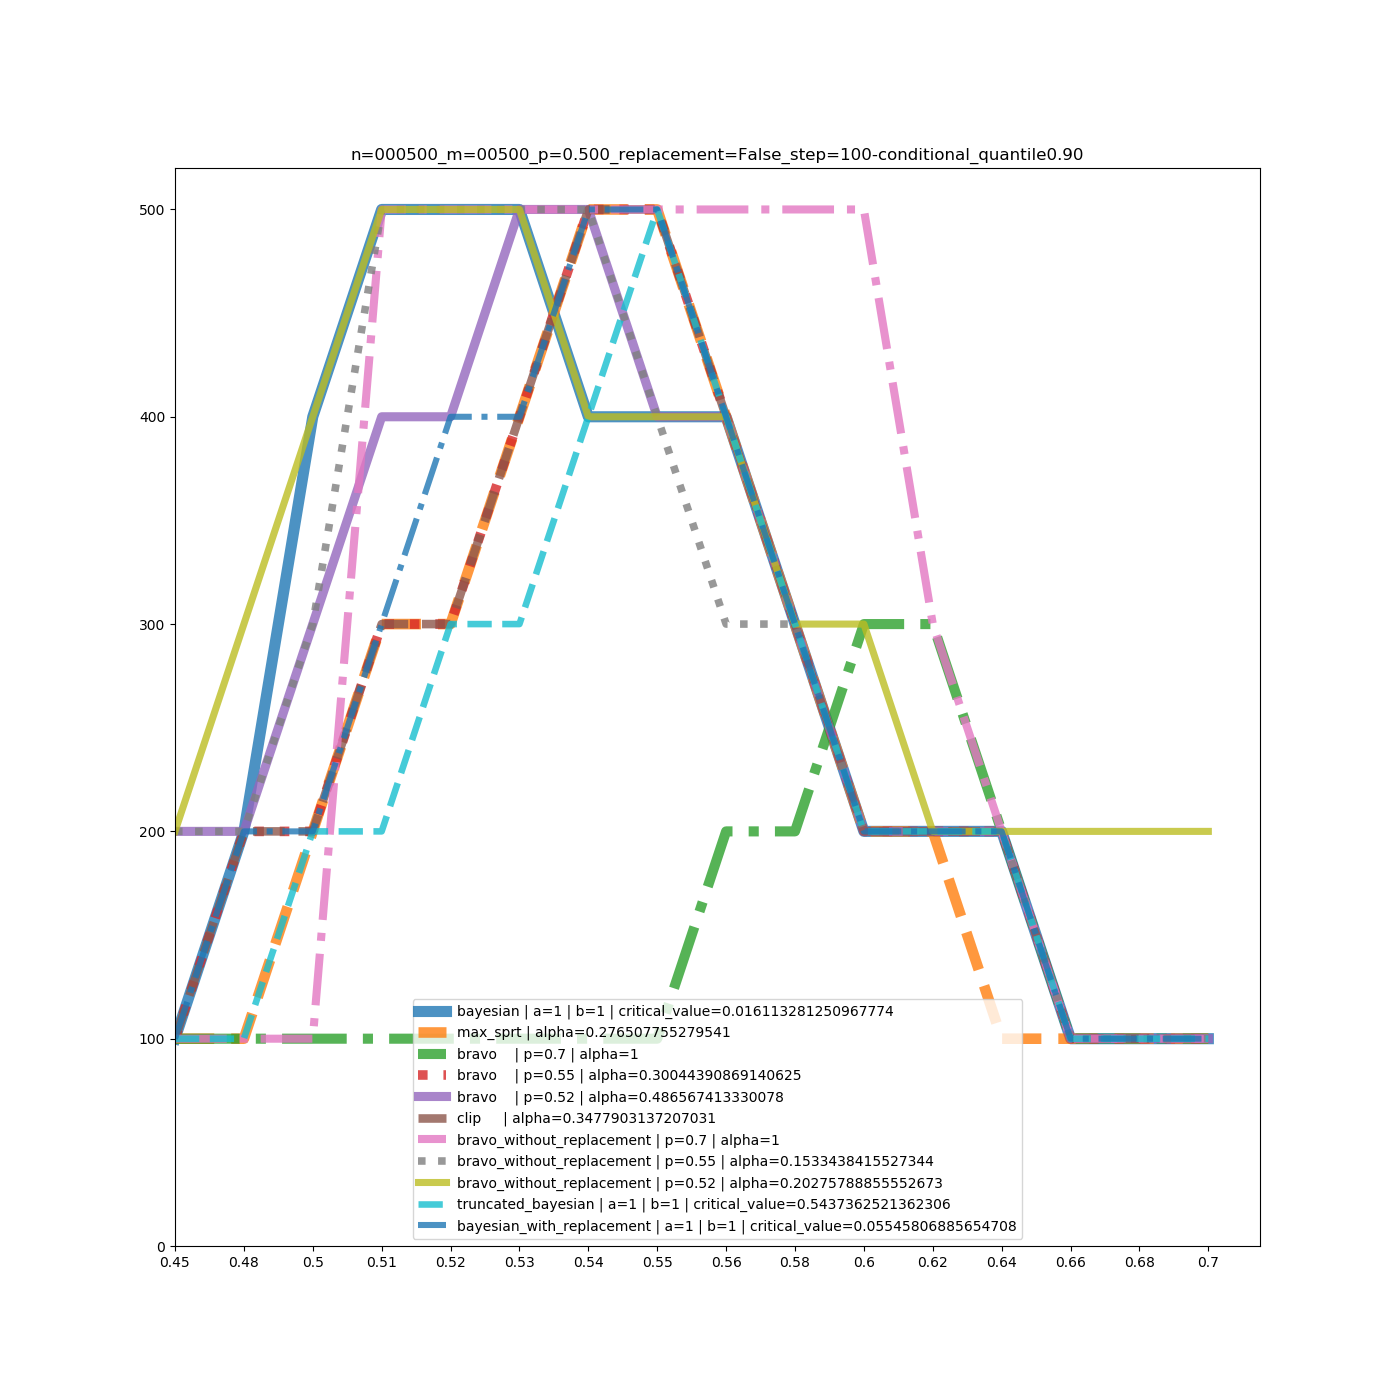 n=000500_m=00500_p=0.500_replacement=False_step=100-conditional_quantile0.90
500
400
300
200
100
0
bayesian | a=1 | b=1 | critical_value=0.016113281250967774
max_sprt | alpha=0.276507755279541
bravo    | p=0.7 | alpha=1
bravo    | p=0.55 | alpha=0.30044390869140625
bravo    | p=0.52 | alpha=0.486567413330078
clip     | alpha=0.3477903137207031
bravo_without_replacement | p=0.7 | alpha=1
bravo_without_replacement | p=0.55 | alpha=0.1533438415527344
bravo_without_replacement | p=0.52 | alpha=0.20275788855552673
truncated_bayesian | a=1 | b=1 | critical_value=0.5437362521362306
bayesian_with_replacement | a=1 | b=1 | critical_value=0.05545806885654708
0.45 0.48 0.5 0.51 0.52 0.53 0.54 0.55 0.56 0.58 0.6 0.62 0.64 0.66 0.68 0.7